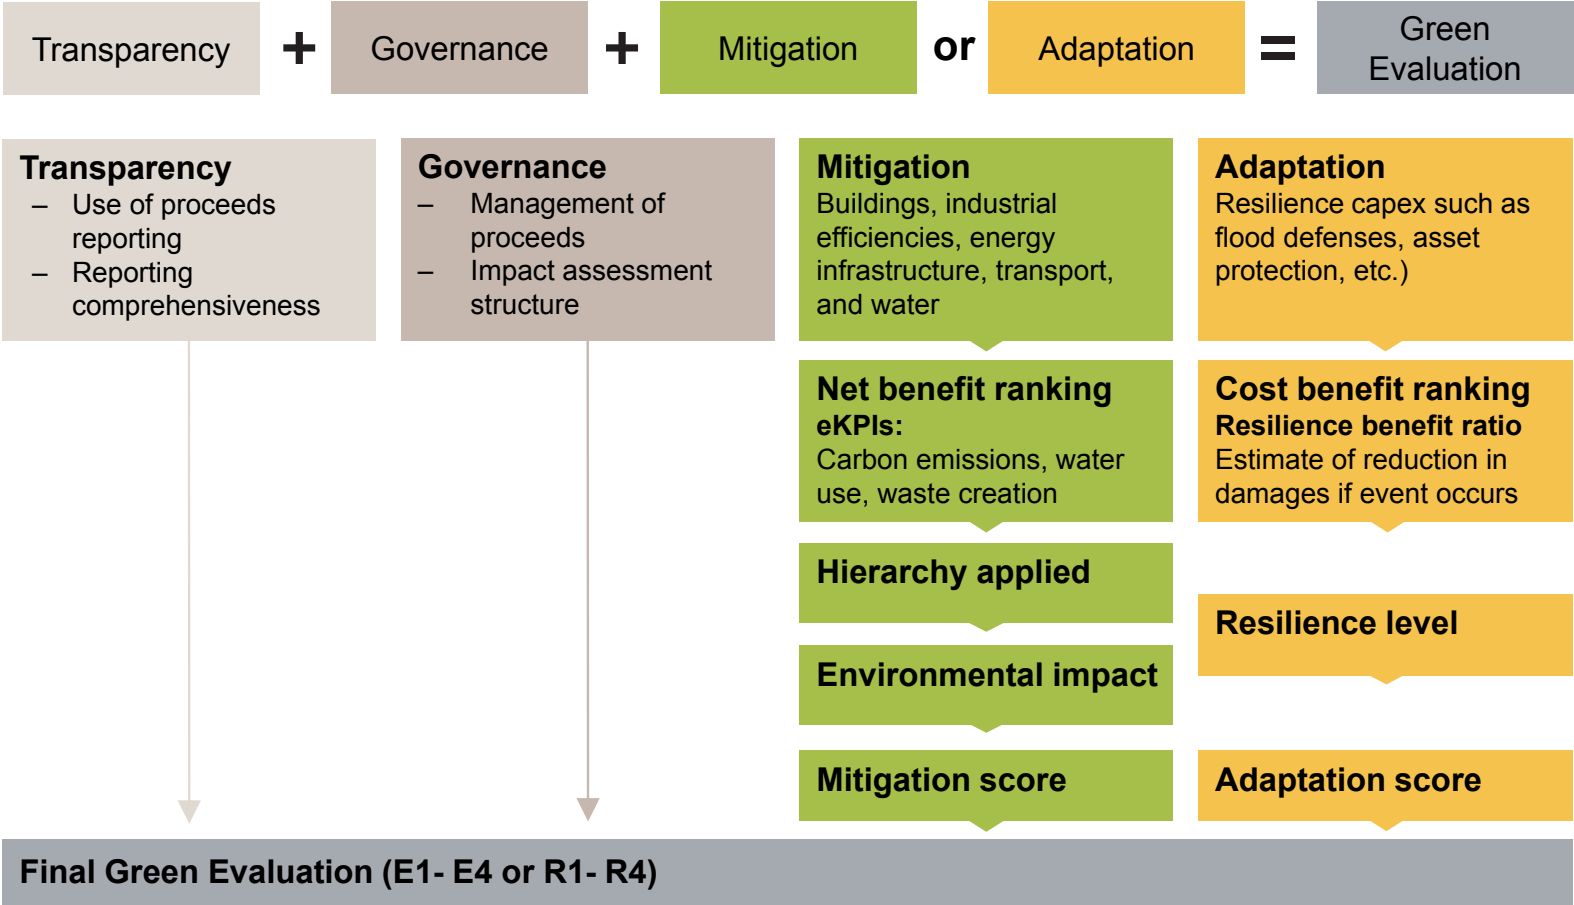 Transparency + Governance + Mitigation or Adaptation = Green
Evaluation
Transparency
– Use of proceeds
reporting
– Reporting
comprehensiveness
Governance
– Management of
proceeds
– Impact assessment
structure
Mitigation
Buildings, industrial
efficiencies, energy
infrastructure, transport,
and water
Net benefit ranking
eKPIs:
Carbon emissions, water
use, waste creation
Hierarchy applied
Environmental impact
Mitigation score
Adaptation
Resilience capex such as
flood defenses, asset
protection, etc.)
Cost benefit ranking
Resilience benefit ratio
Estimate of reduction in
damages if event occurs
Resilience level
Adaptation score
Final Green Evaluation (E1- E4 or R1- R4)